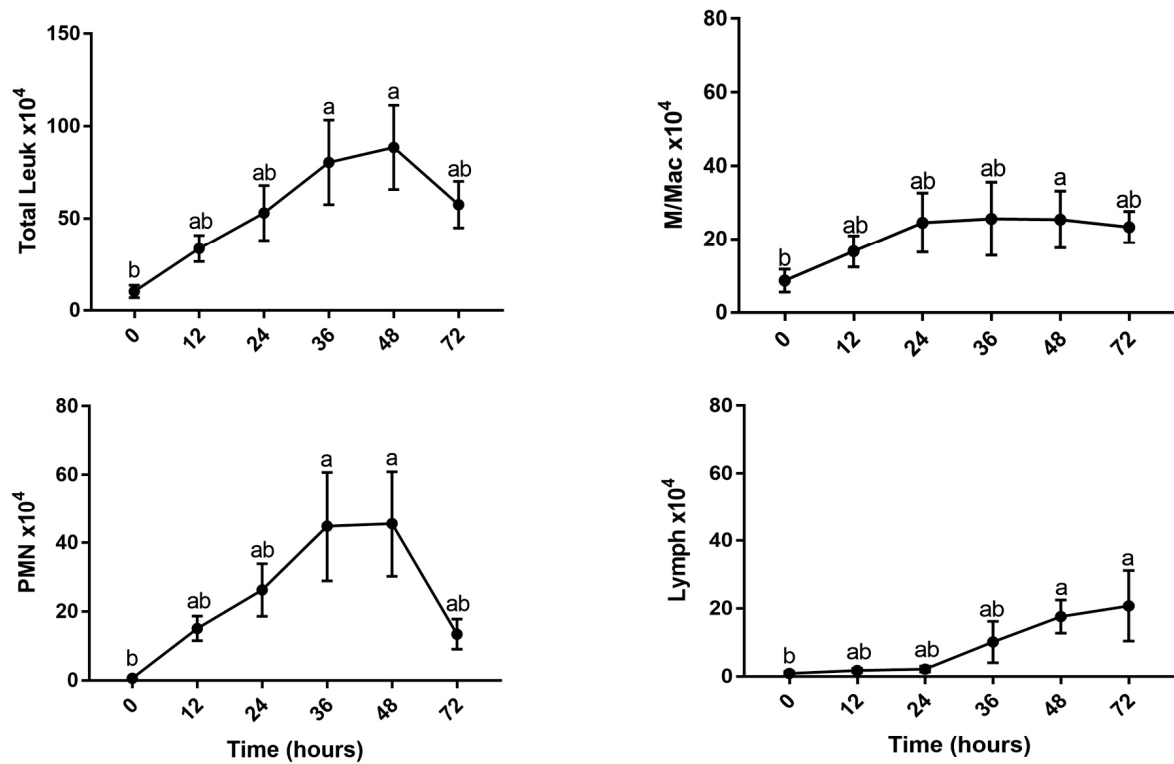 Total Leuk x10⁴
150
100
50
0
b
ab
ab
a
a
ab
0 12 24 36 48 72
M/Mac x10⁴
80
60
40
20
0
b
ab
ab
ab
a
ab
0 12 24 36 48 72
PMN x10⁴
80
60
40
20
0
b
ab
ab
a
a
ab
0 12 24 36 48 72
Time (hours)
Lymph x10⁴
80
60
40
20
0
b
ab
ab
ab
a
a
0 12 24 36 48 72
Time (hours)